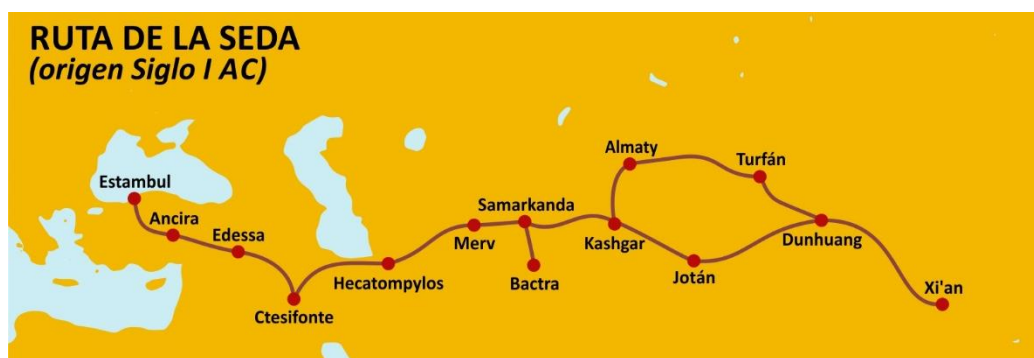 RUTA DE LA SEDA
(origen Siglo I AC)
Estambul
Ancira
Edessa
Ctesifonte
Hecatompylos
Merv
Samarkanda
Bactra
Kashgar
Almaty
Turfán
Jotán
Dunhuang
Xi'an